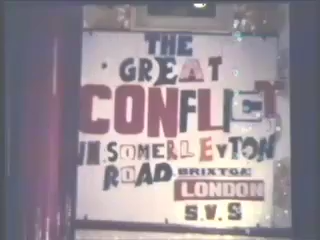 THE
GREAT
CONFLICT
IN. SOMERLEYTON
ROAD. BRIXTON
LONDON
S.V.S